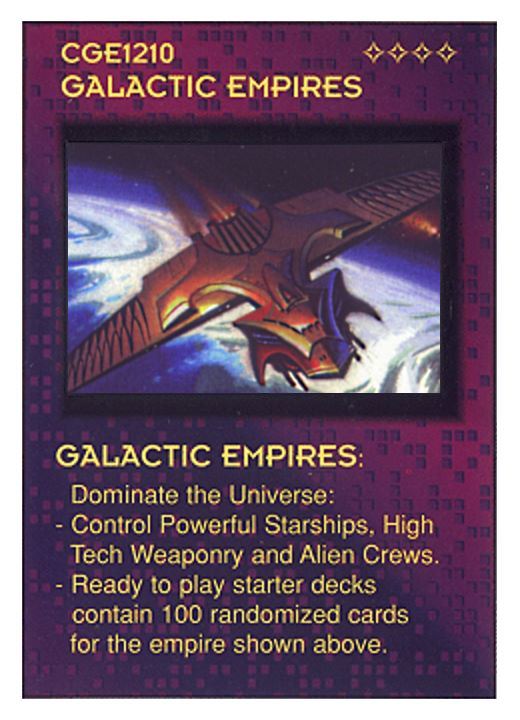 CGE1210
GALACTIC EMPIRES
GALACTIC EMPIRES:
Dominate the Universe:
- Control Powerful Starships, High
Tech Weaponry and Alien Crews.
- Ready to play starter decks
contain 100 randomized cards
for the empire shown above.